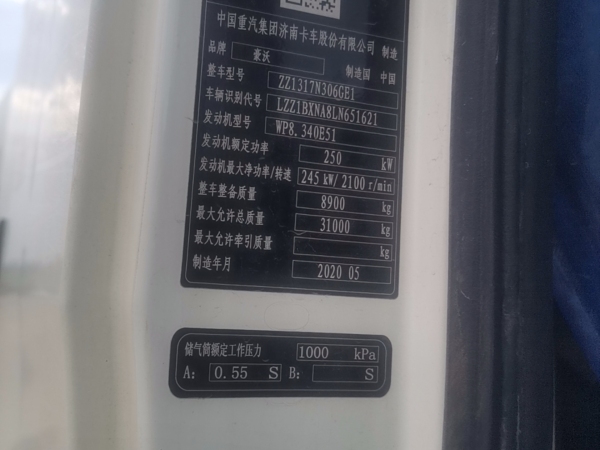 中国重汽集团济南卡车股份有限公司 制造
品牌 豪沃 制造国 中国
整车型号 ZZ1317N306GE1
车辆识别代号 LZZ1BXNA8LN651621
发动机型号 WP8.340E51
发动机额定功率 250 kW
发动机最大净功率/转速 245 kW/2100 r/min
整车整备质量 8900 kg
最大允许总质量 31000 kg
最大允许牵引质量 kg
制造年月 2020 05
储气筒额定工作压力 1000 kPa
A: 0.55 S B: S